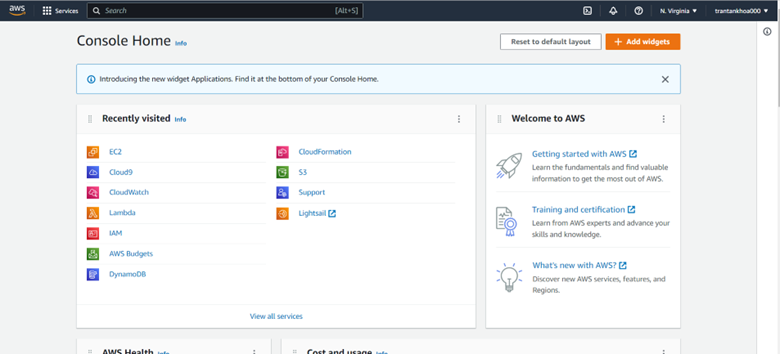 aws Services Search [Alt+S] N. Virginia trantankhoa000
Console Home Info
Reset to default layout
+ Add widgets
Introducing the new widget Applications. Find it at the bottom of your Console Home.
Recently visited Info
EC2
Cloud9
CloudWatch
Lambda
IAM
AWS Budgets
DynamoDB
CloudFormation
S3
Support
Lightsail
View all services
Welcome to AWS
Getting started with AWS
Learn the fundamentals and find valuable
information to get the most out of AWS.
Training and certification
Learn from AWS experts and advance your
skills and knowledge.
What's new with AWS?
Discover new AWS services, features, and
Regions.
AWS Health Info
Cost and usage Info